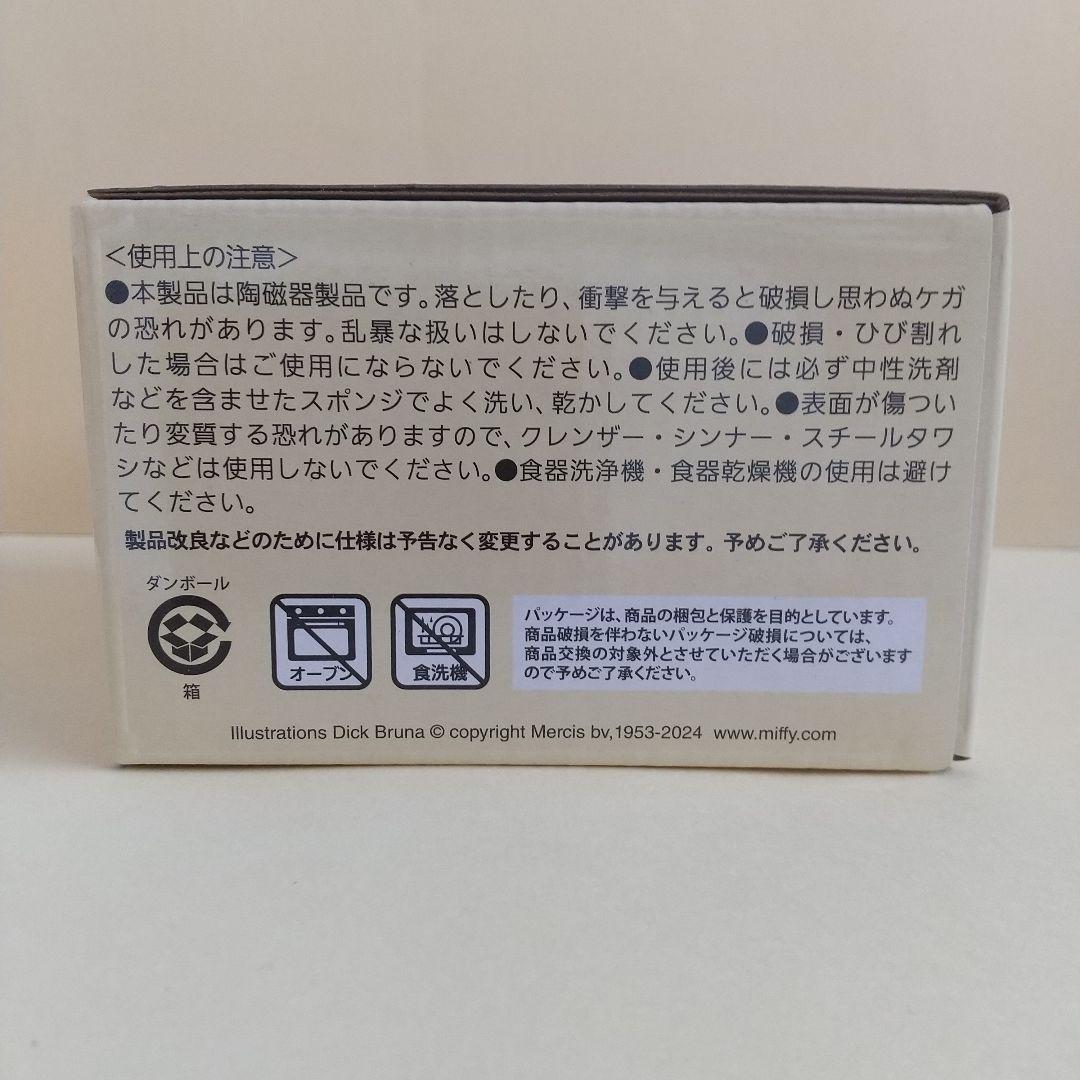 ＜使用上の注意＞
●本製品は陶磁器製品です。落としたり、衝撃を与えると破損し思わぬケガ
の恐れがあります。乱暴な扱いはしないでください。●破損・ひび割れ
した場合はご使用にならないでください。●使用後には必ず中性洗剤
などを含ませたスポンジでよく洗い、乾かしてください。●表面が傷つい
たり変質する恐れがありますので、クレンザー・シンナー・スチールタワ
シなどは使用しないでください。●食器洗浄機・食器乾燥機の使用は避け
てください。
製品改良などのために仕様は予告なく変更することがあります。予めご了承ください。
ダンボール
箱
オーブン
食洗機
パッケージは、商品の梱包と保護を目的としています。
商品破損を伴わないパッケージ破損については、
商品交換の対象外とさせていただく場合がございます
ので予めご了承ください。
Illustrations Dick Bruna © copyright Mercis bv,1953-2024 www.miffy.com